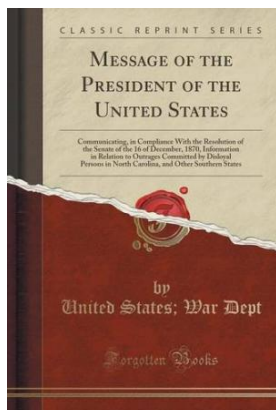 CLASSIC REPRINT SERIES
MESSAGE OF THE
PRESIDENT OF THE
UNITED STATES
Communicating, in Compliance With the Resolution of
the Senate of the 16 of December, 1870, Information
in Relation to Outrages Committed by Disloyal
Persons in North Carolina, and Other Southern States
by
United States; War Dept
Forgotten Books